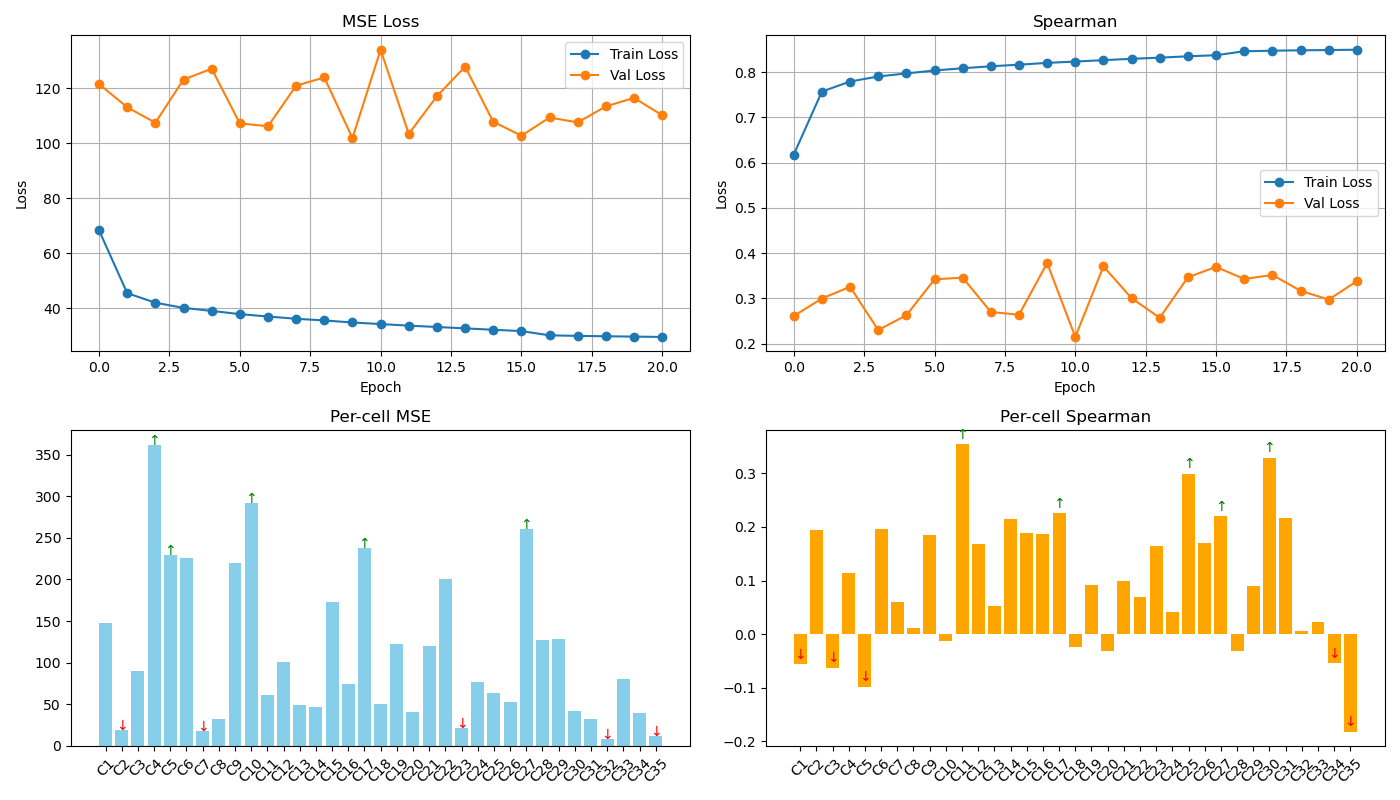 MSE Loss
Train Loss
Val Loss
120
100
80
60
40
Loss
0.0 2.5 5.0 7.5 10.0 12.5 15.0 17.5 20.0
Epoch
Spearman
Train Loss
Val Loss
0.8
0.7
0.6
0.5
0.4
0.3
0.2
Loss
0.0 2.5 5.0 7.5 10.0 12.5 15.0 17.5 20.0
Epoch
Per-cell MSE
350
300
250
200
150
100
50
0
↑ ↑ ↑ ↑ ↑
↓ ↓ ↓ ↓ ↓
C1 C2 C3 C4 C5 C6 C7 C8 C9 C10 C11 C12 C13 C14 C15 C16 C17 C18 C19 C20 C21 C22 C23 C24 C25 C26 C27 C28 C29 C30 C31 C32 C33 C34 C35
Per-cell Spearman
0.3
0.2
0.1
0.0
−0.1
−0.2
↑ ↑ ↑ ↑ ↑
↓ ↓ ↓ ↓ ↓
C1 C2 C3 C4 C5 C6 C7 C8 C9 C10 C11 C12 C13 C14 C15 C16 C17 C18 C19 C20 C21 C22 C23 C24 C25 C26 C27 C28 C29 C30 C31 C32 C33 C34 C35